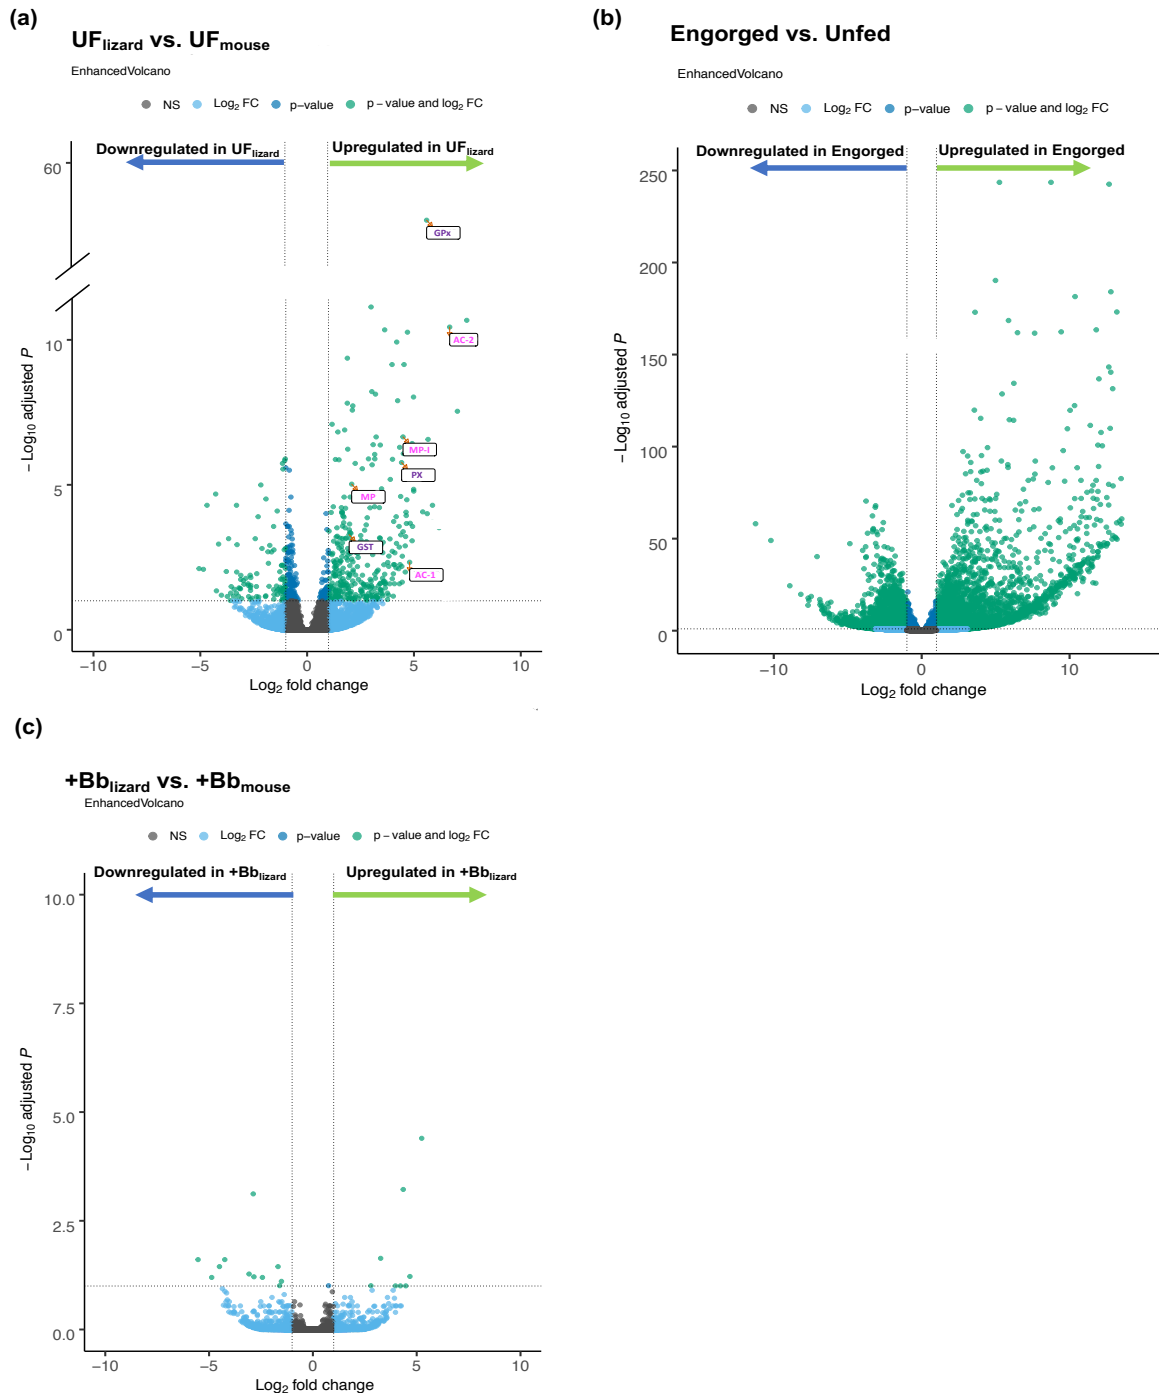 (a)
UFlizard vs. UFmouse
EnhancedVolcano
NS Log2 FC p-value p – value and log2 FC
Downregulated in UFlizard
Upregulated in UFlizard
60
GPx
10
AC-2
MP-I
PX
5
MP
GST
AC-1
0
−Log10 adjusted P
−10 −5 0 5 10
Log2 fold change
(b)
Engorged vs. Unfed
EnhancedVolcano
NS Log2 FC p-value p – value and log2 FC
Downregulated in Engorged
Upregulated in Engorged
250
200
150
100
50
0
−Log10 adjusted P
−10 0 10
Log2 fold change
(c)
+Bblizard vs. +Bbmouse
EnhancedVolcano
NS Log2 FC p−value p – value and log2 FC
Downregulated in +Bblizard
Upregulated in +Bblizard
10.0
7.5
5.0
2.5
0.0
−Log10 adjusted P
−10 −5 0 5 10
Log2 fold change